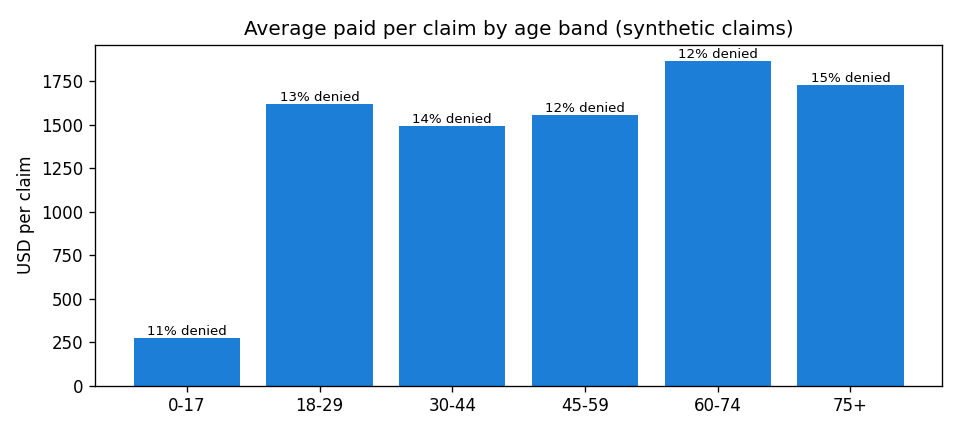 Average paid per claim by age band (synthetic claims)
USD per claim
1750
1500
1250
1000
750
500
250
0
11% denied
13% denied
14% denied
12% denied
12% denied
15% denied
0-17
18-29
30-44
45-59
60-74
75+